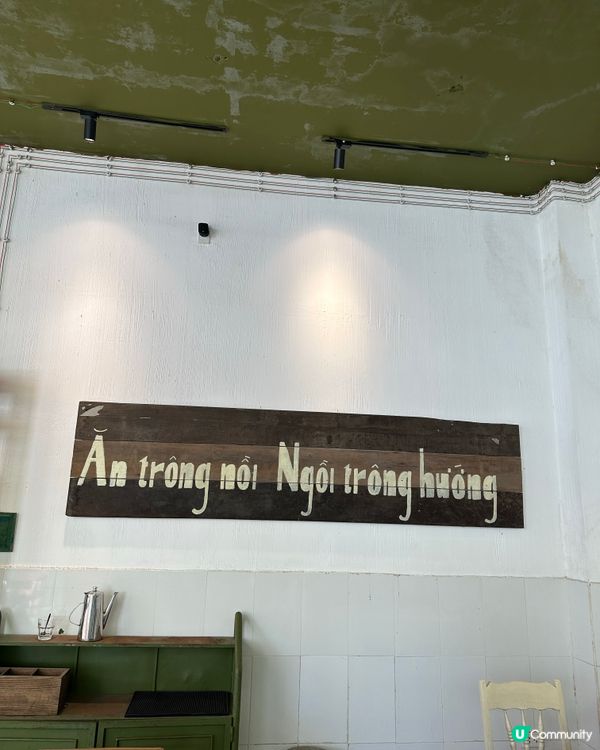 Ăn trông nồi Ngồi trông hướng
U Community